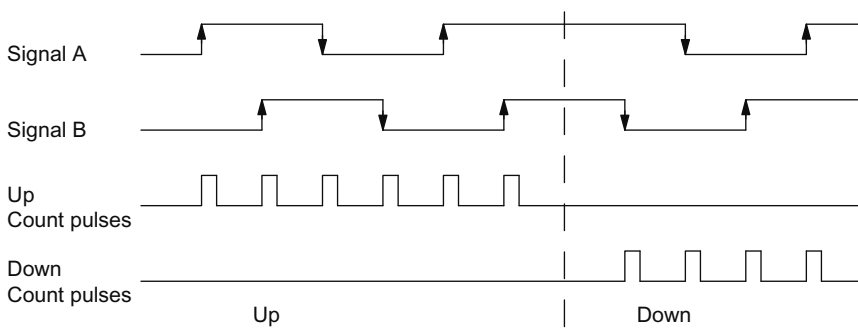 Signal A
Signal B
Up
Count pulses
Down
Count pulses
Up
Down